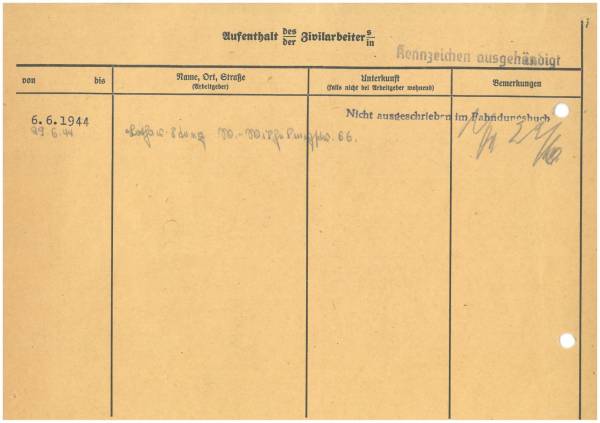 Aufenthalt des/der Zivilarbeiters/in
Kennzeichen ausgehändigt
von bis Name, Ort, Straße Unterkunft Bemerkungen
(Arbeitgeber) (falls nicht bei Arbeitgeber wohnend)
Nicht ausgeschrieben im Fahndungsbuch
6.6.1944
29.6.44 66.